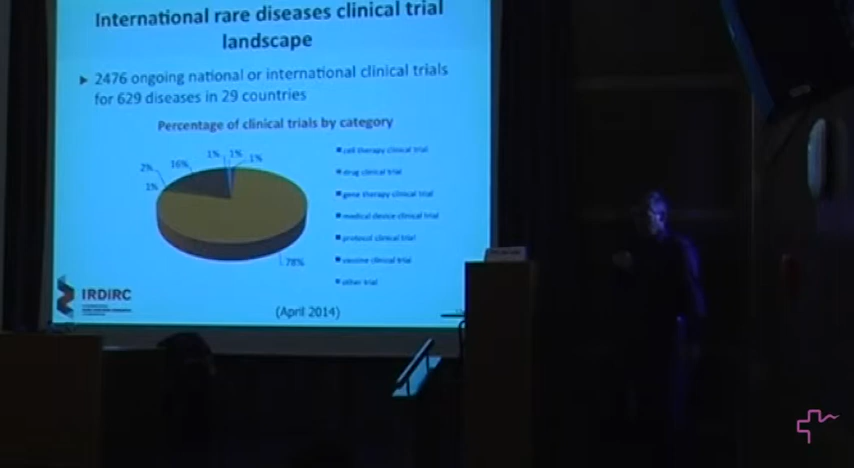 International rare diseases clinical trial
landscape
▶ 2476 ongoing national or international clinical trials
for 629 diseases in 29 countries
Percentage of clinical trials by category
1%
1%
1%
16%
2%
1%
78%
cell therapy clinical trial
drug clinical trial
gene therapy clinical trial
medical device clinical trial
protocol clinical trial
vaccine clinical trial
other trial
IRDiRC
(April 2014)